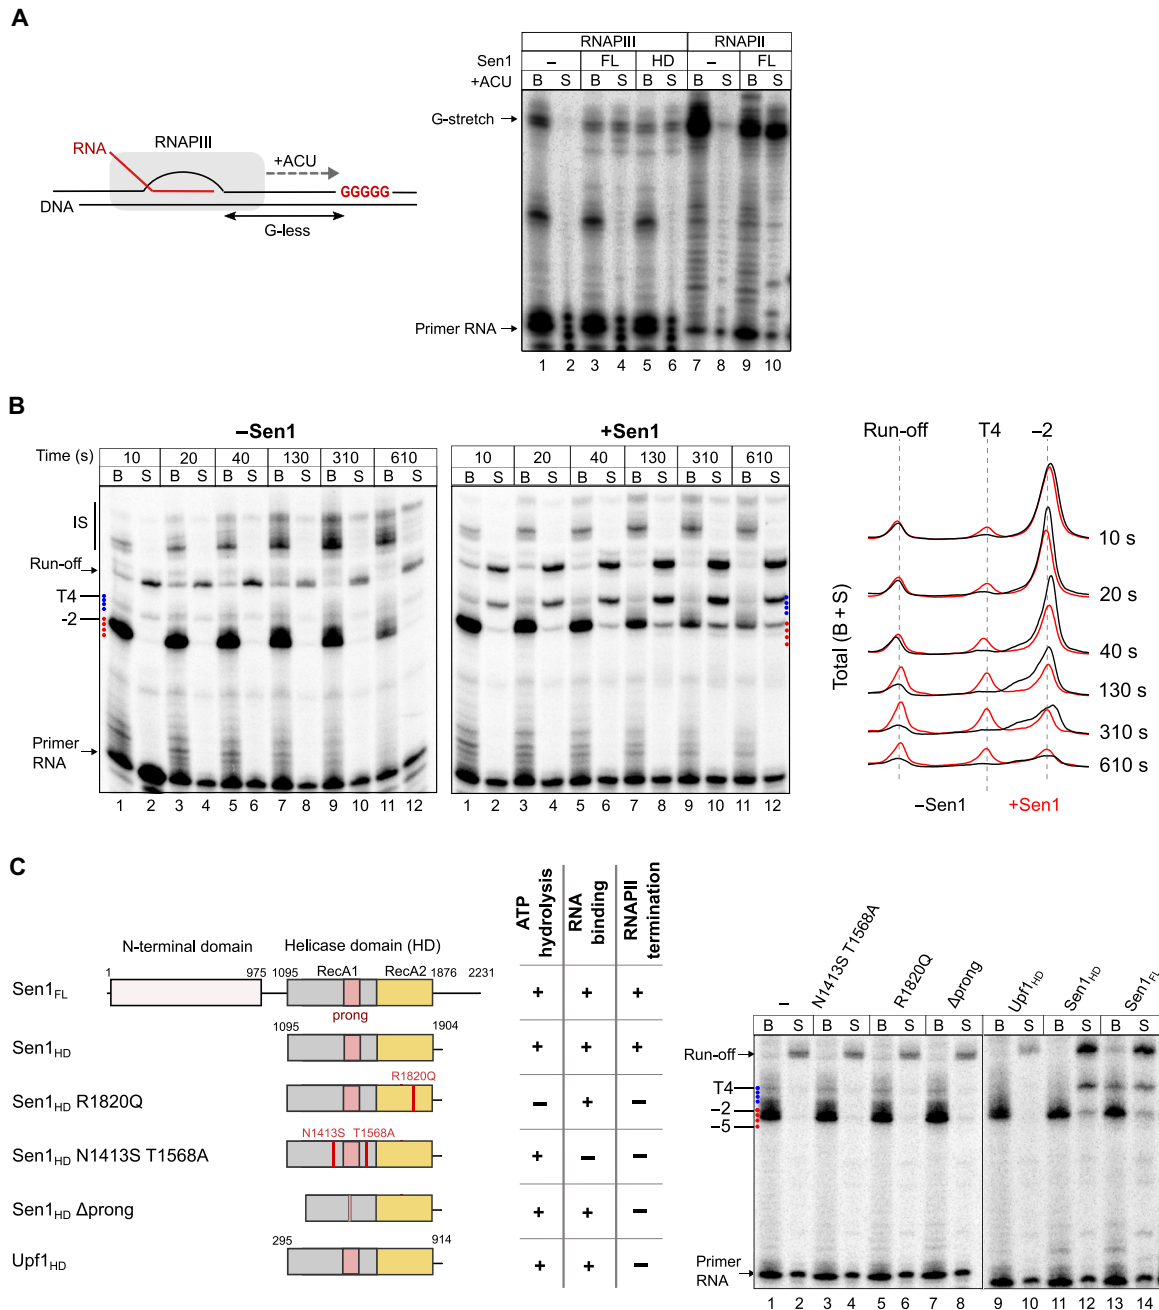 A
RNAPIII
RNA
+ACU
GGGGG
DNA
G-less
RNAPIII RNAPII
Sen1 – FL HD – FL
+ACU B S B S B S B S B S
G-stretch
Primer RNA
1 2 3 4 5 6 7 8 9 10
B
–Sen1
Time (s) 10 20 40 130 310 610
B S B S B S B S B S B S
IS
Run-off
T4
-2
Primer
RNA
1 2 3 4 5 6 7 8 9 10 11 12
+Sen1
10 20 40 130 310 610
B S B S B S B S B S B S
1 2 3 4 5 6 7 8 9 10 11 12
Run-off T4 –2
Total (B + S)
10 s
20 s
40 s
130 s
310 s
610 s
–Sen1 +Sen1
C
ATP hydrolysis
RNA binding
RNAPII termination
N-terminal domain Helicase domain (HD)
1 975 1095 RecA1 RecA2 1876 2231
Sen1FL + + +
prong
1095 1904
Sen1HD + + +
R1820Q
Sen1HD R1820Q – + –
N1413S T1568A
Sen1HD N1413S T1568A + – –
Sen1HD Δprong + + –
295 914
Upf1HD + + –
– N1413S T1568A R1820Q Δprong Upf1HD Sen1HD Sen1FL
B S B S B S B S B S B S B S
Run-off
T4
–2
–5
Primer
RNA
1 2 3 4 5 6 7 8 9 10 11 12 13 14